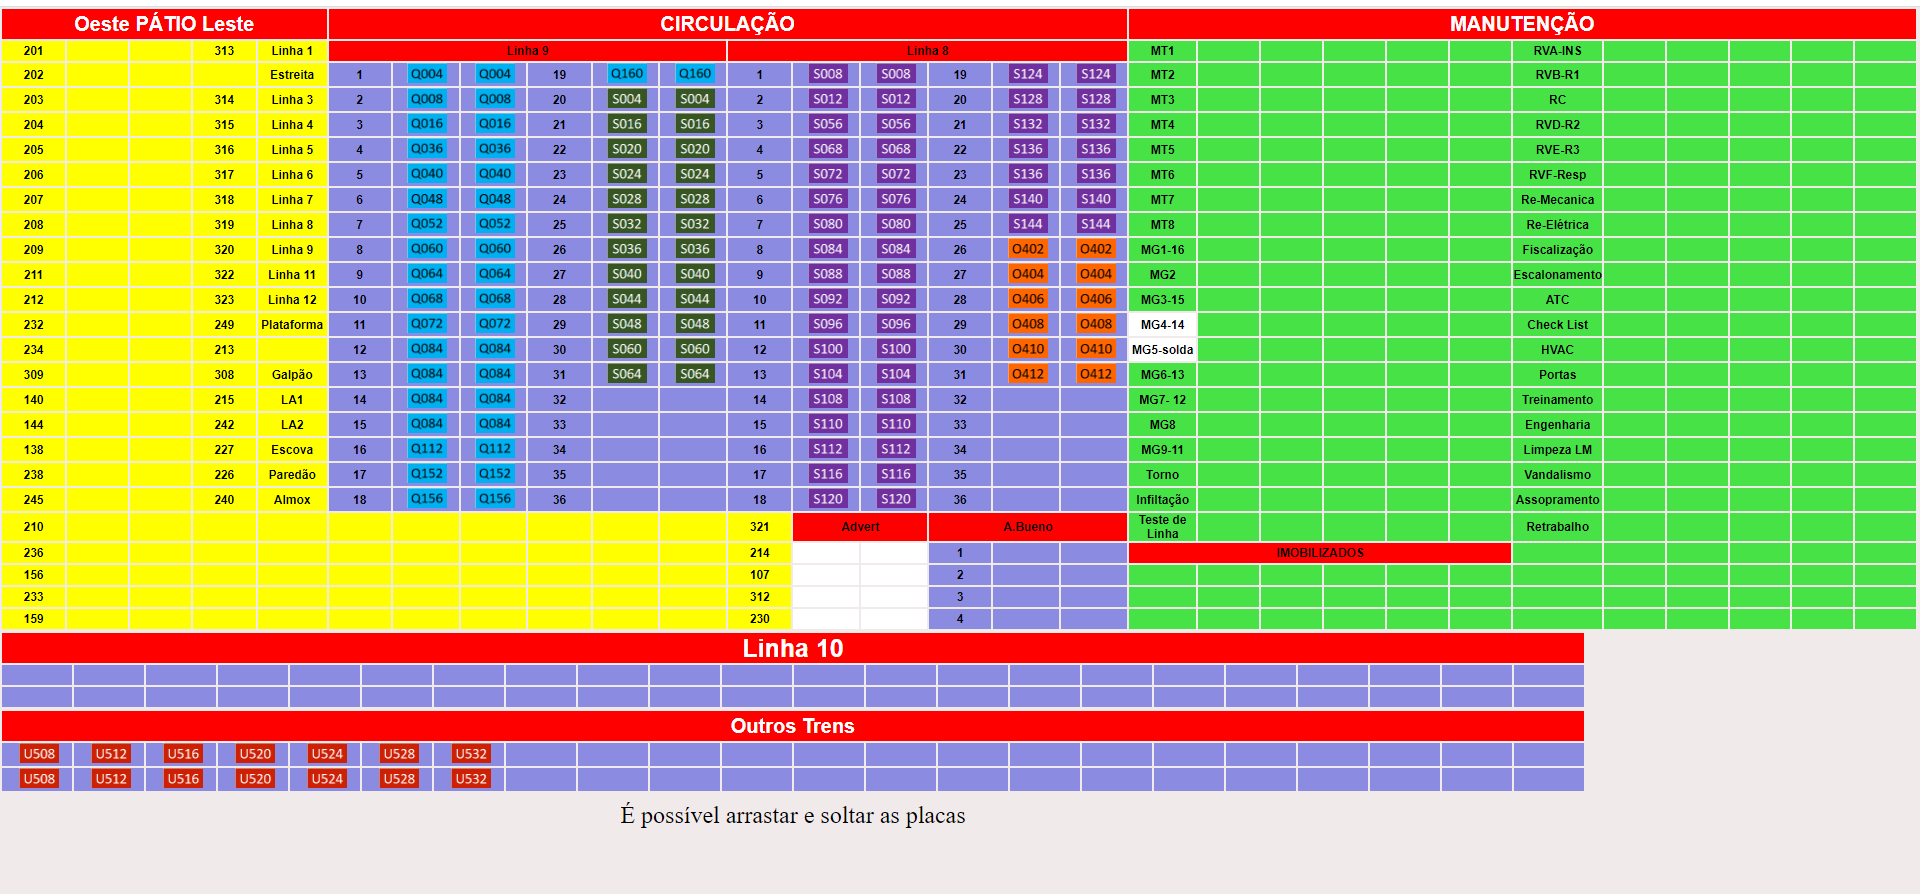 Oeste PÁTIO Leste CIRCULAÇÃO MANUTENÇÃO
201 313 Linha 1 Linha 9 Linha 8 MT1 RVA-INS
202 Estreita 1 Q004 Q004 19 Q160 Q160 1 S008 S008 19 S124 S124 MT2 RVB-R1
203 314 Linha 3 2 Q008 Q008 20 S004 S004 2 S012 S012 20 S128 S128 MT3 RC
204 315 Linha 4 3 Q016 Q016 21 S016 S016 3 S056 S056 21 S132 S132 MT4 RVD-R2
205 316 Linha 5 4 Q036 Q036 22 S020 S020 4 S068 S068 22 S136 S136 MT5 RVE-R3
206 317 Linha 6 5 Q040 Q040 23 S024 S024 5 S072 S072 23 S136 S136 MT6 RVF-Resp
207 318 Linha 7 6 Q048 Q048 24 S028 S028 6 S076 S076 24 S140 S140 MT7 Re-Mecanica
208 319 Linha 8 7 Q052 Q052 25 S032 S032 7 S080 S080 25 S144 S144 MT8 Re-Elétrica
209 320 Linha 9 8 Q060 Q060 26 S036 S036 8 S084 S084 26 O402 O402 MG1-16 Fiscalização
211 322 Linha 11 9 Q064 Q064 27 S040 S040 9 S088 S088 27 O404 O404 MG2 Escalonamento
212 323 Linha 12 10 Q068 Q068 28 S044 S044 10 S092 S092 28 O406 O406 MG3-15 ATC
232 249 Plataforma 11 Q072 Q072 29 S048 S048 11 S096 S096 29 O408 O408 MG4-14 Check List
234 213 12 Q084 Q084 30 S060 S060 12 S100 S100 30 O410 O410 MG5-solda HVAC
309 308 Galpão 13 Q084 Q084 31 S064 S064 13 S104 S104 31 O412 O412 MG6-13 Portas
140 215 LA1 14 Q084 Q084 32 14 S108 S108 32 MG7- 12 Treinamento
144 242 LA2 15 Q084 Q084 33 15 S110 S110 33 MG8 Engenharia
138 227 Escova 16 Q112 Q112 34 16 S112 S112 34 MG9-11 Limpeza LM
238 226 Paredão 17 Q152 Q152 35 17 S116 S116 35 Torno Vandalismo
245 240 Almox 18 Q156 Q156 36 18 S120 S120 36 Infiltação Assopramento
210 321 Advert A.Bueno Teste de Linha Retrabalho
236 214 1 IMOBILIZADOS
156 107 2
233 312 3
159 230 4
Linha 10
Outros Trens
U508 U512 U516 U520 U524 U528 U532
U508 U512 U516 U520 U524 U528 U532
É possível arrastar e soltar as placas